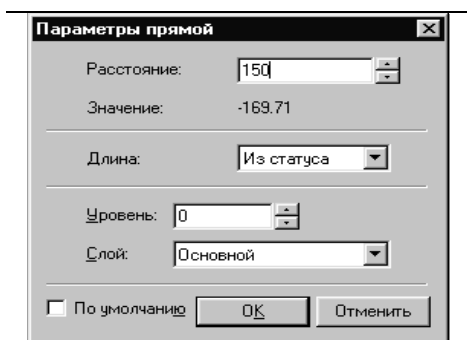 Параметры прямой
Расстояние: 150
Значение: -169.71
Длина: Из статуса
Уровень: 0
Слой: Основной
По умолчанию OK Отменить